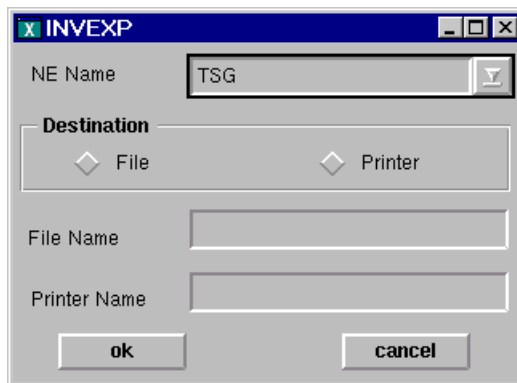 INVEXP
NE Name TSG
Destination
File Printer
File Name
Printer Name
ok cancel